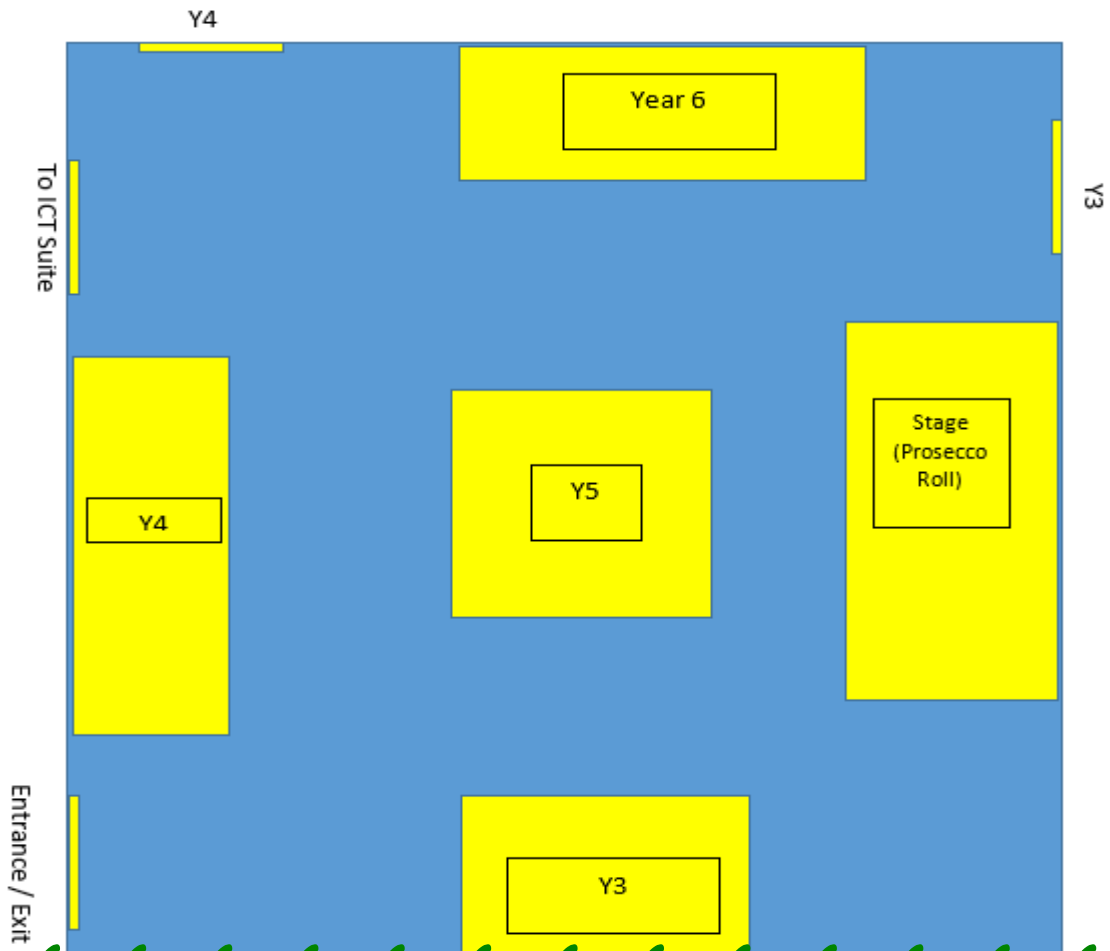 Y4
Year 6
To ICT Suite
Y3
Stage
(Prosecco
Roll)
Y5
Y4
Entrance / Exit
Y3